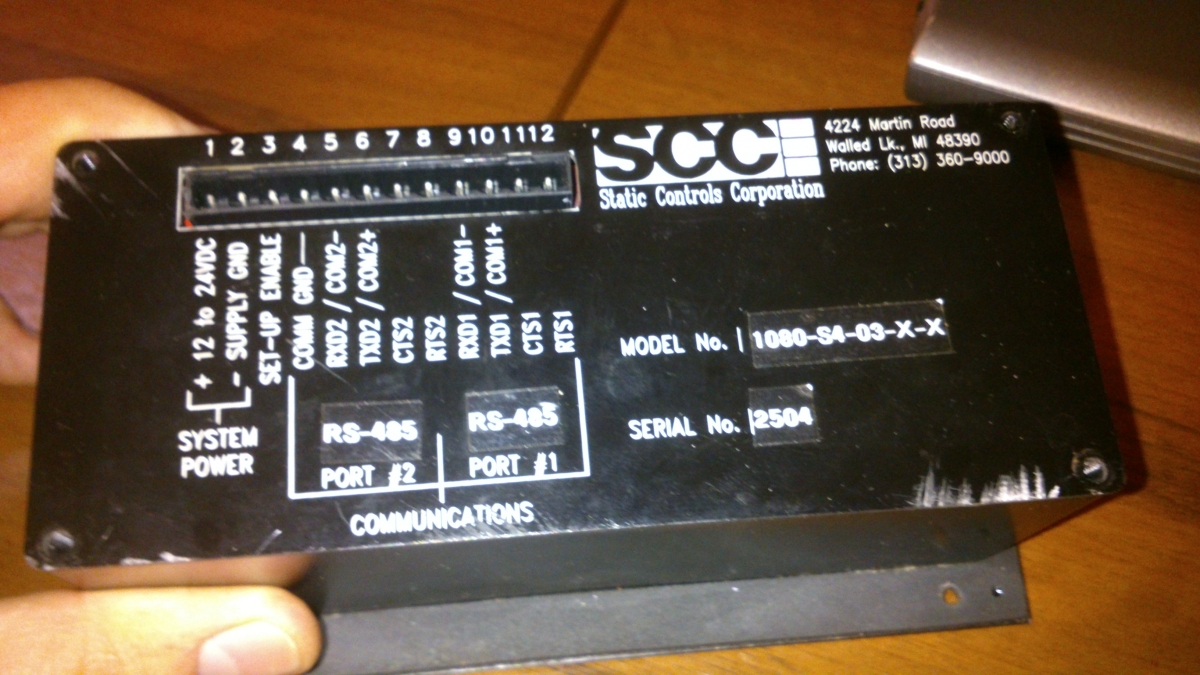 1 2 3 4 5 6 7 8 9 10 11 12
SCC
Static Controls Corporation
4224 Martin Road
Walled Lk., MI 48390
Phone: (313) 360-9000
+ 12 to 24VDC
- SUPPLY GND
SET-UP ENABLE
COMM GND
RXD2 / COM2-
TXD2 / COM2+
CTS2
RTS2
RXD1 / COM1-
TXD1 / COM1+
CTS1
RTS1
SYSTEM
POWER
RS-485
PORT #2
RS-485
PORT #1
COMMUNICATIONS
MODEL No. 1080-S4-03-X-X
SERIAL No. 2504